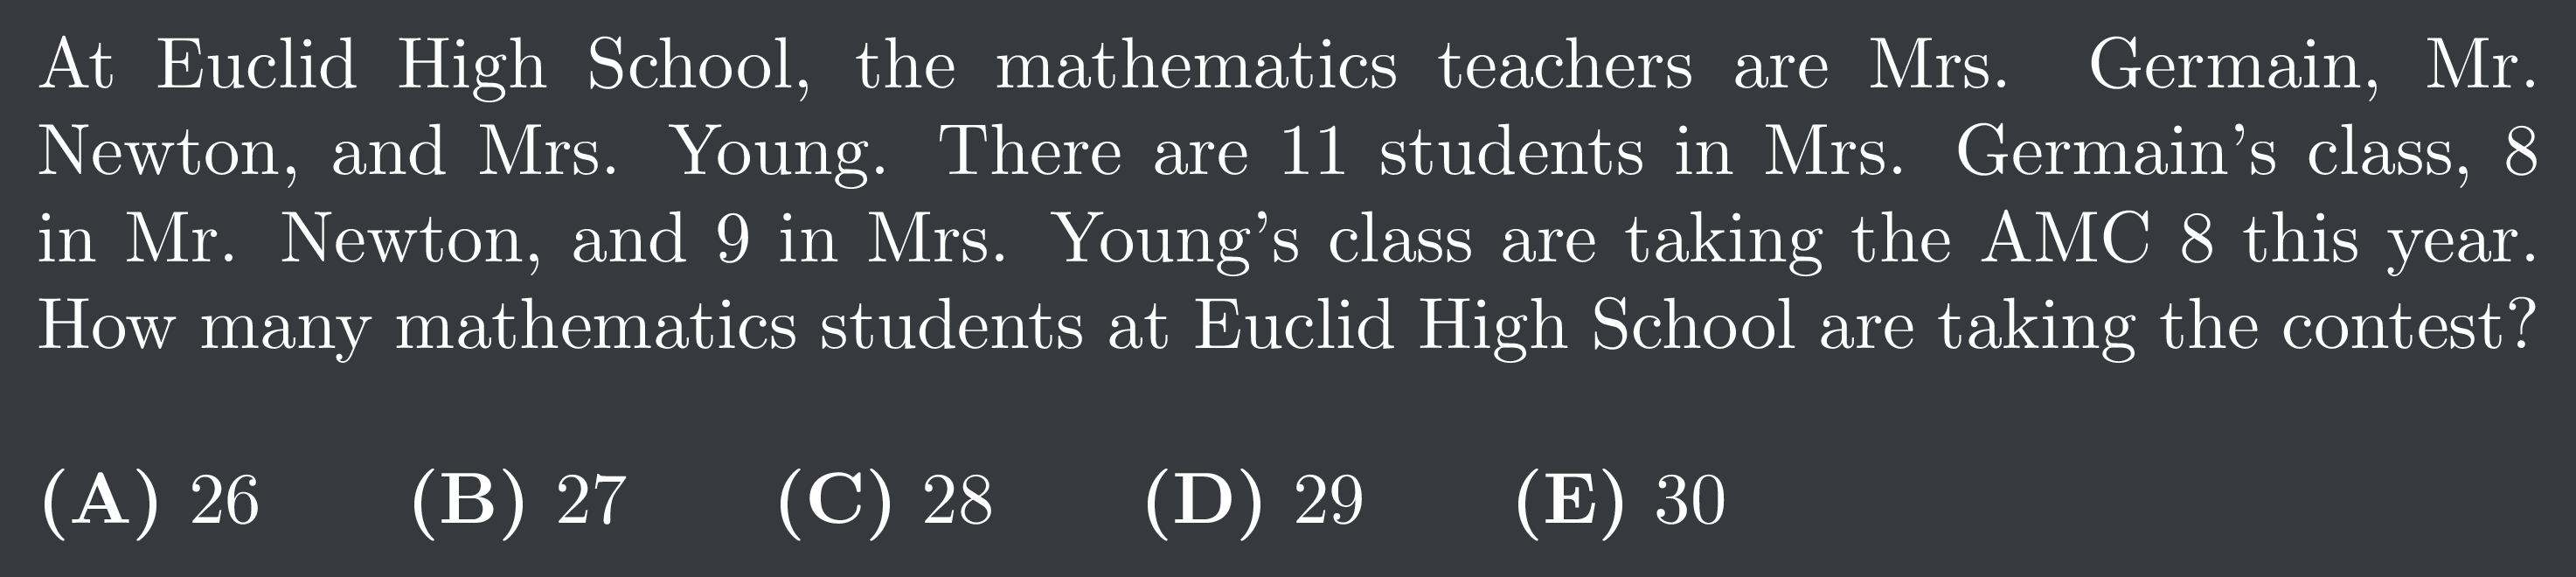 At Euclid High School, the mathematics teachers are Mrs. Germain, Mr.
Newton, and Mrs. Young. There are 11 students in Mrs. Germain's class, 8
in Mr. Newton, and 9 in Mrs. Young's class are taking the AMC 8 this year.
How many mathematics students at Euclid High School are taking the contest?
(A) 26 (B) 27 (C) 28 (D) 29 (E) 30